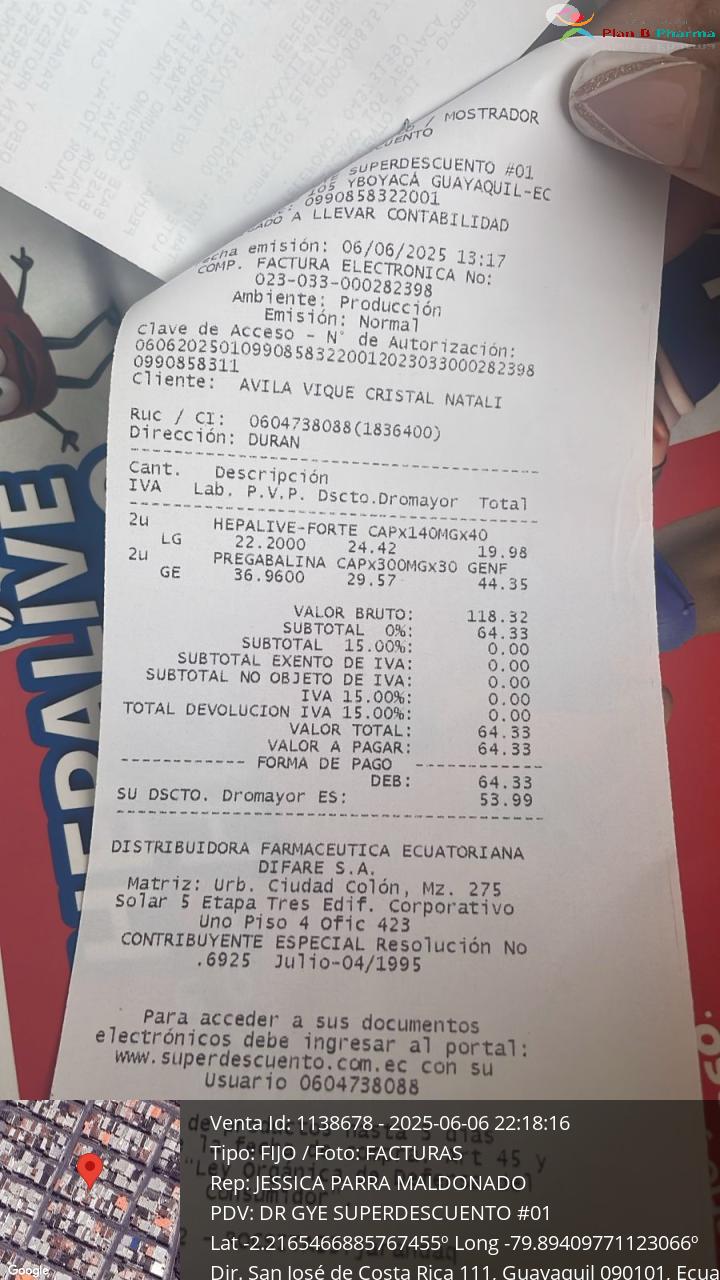 Plan B Pharma
/ MOSTRADOR
SUPERDESCUENTO #01
YBOYACÁ GUAYAQUIL-EC
0990858322001
A LLEVAR CONTABILIDAD
emisión: 06/06/2025 13:17
COMP. FACTURA ELECTRONICA No:
023-033-000282398
Ambiente: Producción
Emisión: Normal
clave de Acceso - N° de Autorización:
060620250109908583220012023033000282398
0990858311
Cliente: AVILA VIQUE CRISTAL NATALI
Ruc / CI: 0604738088(1836400)
Dirección: DURAN
Cant. Descripción
IVA Lab. P.V.P. Dscto.Dromayor Total
2u HEPALIVE-FORTE CAPx140MGx40
LG 22.2000 24.42 19.98
2u PREGABALINA CAPx300MGx30 GENF
GE 36.9600 29.57 44.35
VALOR BRUTO: 118.32
SUBTOTAL 0%: 64.33
SUBTOTAL 15.00%: 0.00
SUBTOTAL EXENTO DE IVA: 0.00
SUBTOTAL NO OBJETO DE IVA: 0.00
IVA 15.00%: 0.00
TOTAL DEVOLUCION IVA 15.00%: 0.00
VALOR TOTAL: 64.33
VALOR A PAGAR: 64.33
------------ FORMA DE PAGO ------------
DEB: 64.33
SU DSCTO. Dromayor ES: 53.99
DISTRIBUIDORA FARMACEUTICA ECUATORIANA
DIFARE S.A.
Matriz: Urb. Ciudad Colón, Mz. 275
Solar 5 Etapa Tres Edif. Corporativo
Uno Piso 4 Ofic 423
CONTRIBUYENTE ESPECIAL Resolución No
.6925 Julio-04/1995
Para acceder a sus documentos
electrónicos debe ingresar al portal:
www.superdescuento.com.ec con su
Usuario 0604738088
HEPALIVE
Venta Id: 1138678 - 2025-06-06 22:18:16
Tipo: FIJO / Foto: FACTURAS
Rep: JESSICA PARRA MALDONADO
PDV: DR GYE SUPERDESCUENTO #01
Lat -2.2165466885767455º Long -79.89409771123066º
Dir. San José de Costa Rica 111, Guayaquil 090101, Ecua
Google